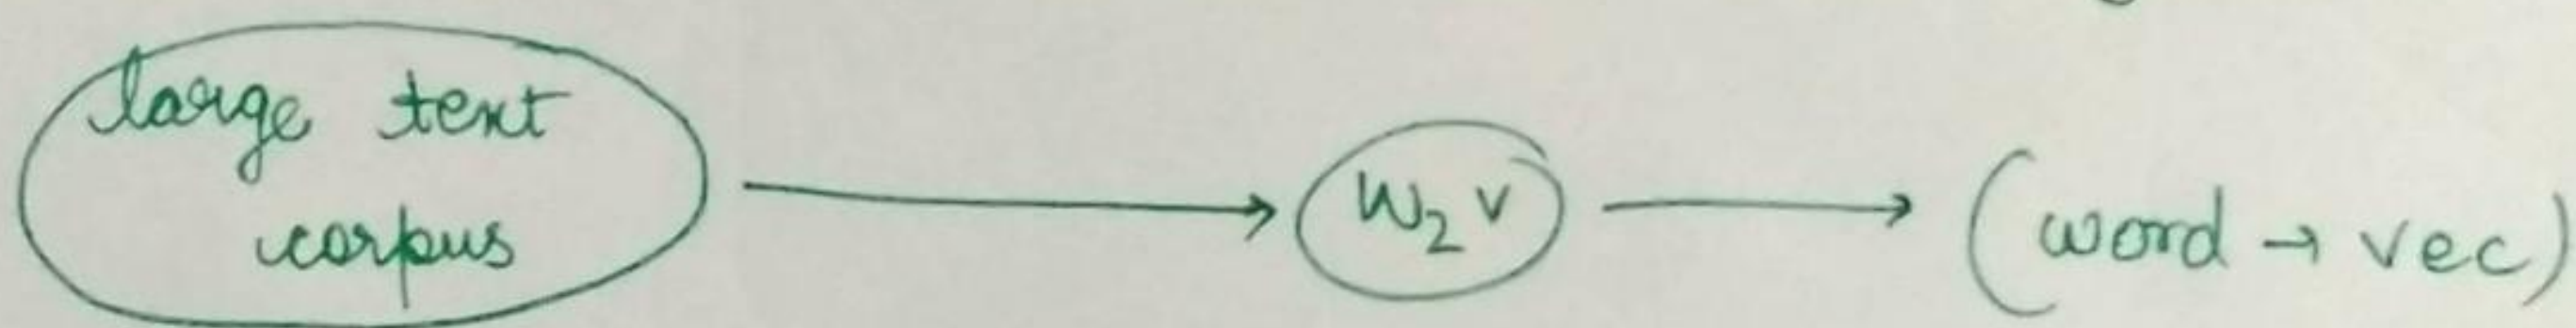 large text
corpus
W₂v
(word → vec)